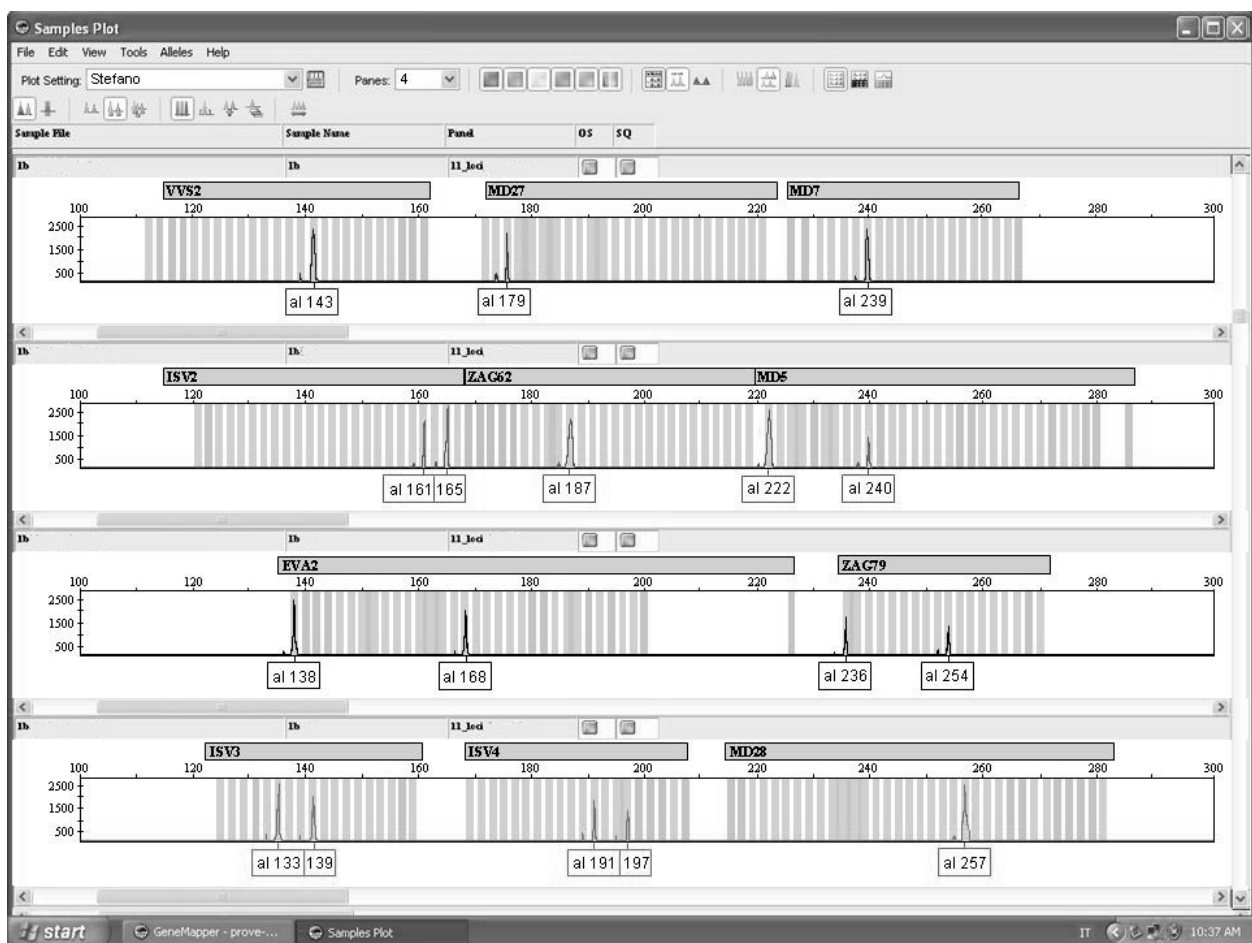 Samples Plot
File Edit View Tools Alleles Help
Plot Setting: Stefano Panes: 4
Sample File Sample Name Panel OS SQ
1b 1b 11_loci
VVS2 MD27 MD7
100 120 140 160 180 200 220 240 260 280 300
2500
1500
500
al 143 al 179 al 239
1b 1b 11_loci
ISV2 ZAG62 MD5
100 120 140 160 180 200 220 240 260 280 300
2500
1500
500
al 161 165 al 187 al 222 al 240
1b 1b 11_loci
EVA2 ZAG79
100 120 140 160 180 200 220 240 260 280 300
2500
1500
500
al 138 al 168 al 236 al 254
1b 1b 11_loci
ISV3 ISV4 MD28
100 120 140 160 180 200 220 240 260 280 300
2500
1500
500
al 133 139 al 191 197 al 257
start GeneMapper - prove-... Samples Plot IT 10:37 AM